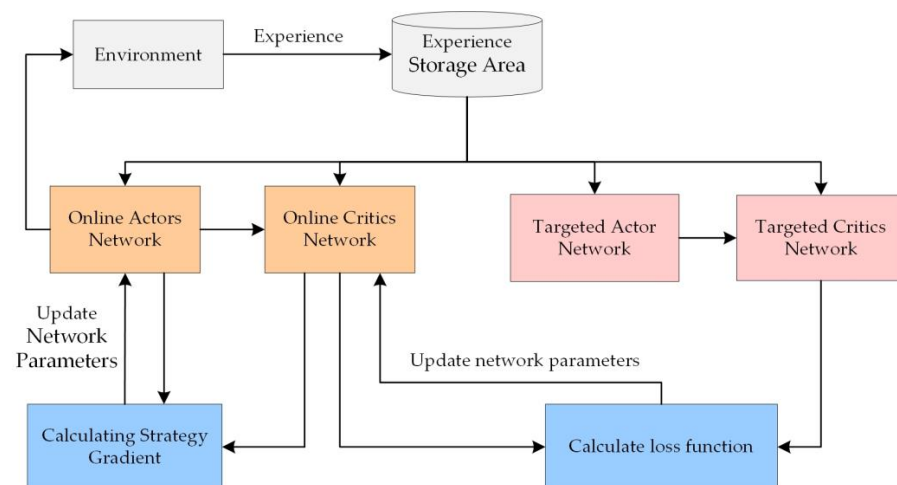 Environment
Experience
Experience
Storage Area
Online Actors
Network
Online Critics
Network
Targeted Actor
Network
Targeted Critics
Network
Update
Network
Parameters
Update network parameters
Calculating Strategy
Gradient
Calculate loss function